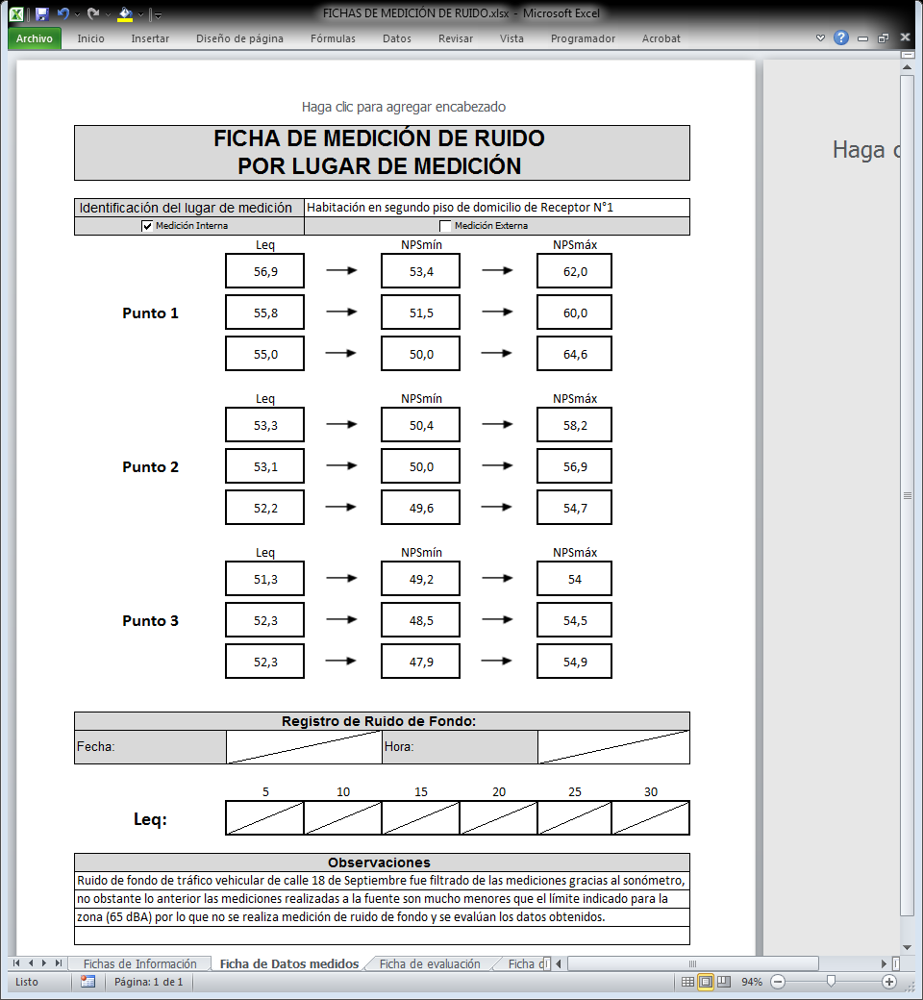 FICHAS DE MEDICIÓN DE RUIDO.xlsx - Microsoft Excel
Archivo Inicio Insertar Diseño de página Fórmulas Datos Revisar Vista Programador Acrobat
Haga clic para agregar encabezado
Haga c
FICHA DE MEDICIÓN DE RUIDO
POR LUGAR DE MEDICIÓN
Identificación del lugar de medición Habitación en segundo piso de domicilio de Receptor N°1
Medición Interna Medición Externa
Leq NPSmín NPSmáx
56,9 53,4 62,0
Punto 1 55,8 51,5 60,0
55,0 50,0 64,6
Leq NPSmín NPSmáx
53,3 50,4 58,2
Punto 2 53,1 50,0 56,9
52,2 49,6 54,7
Leq NPSmín NPSmáx
51,3 49,2 54
Punto 3 52,3 48,5 54,5
52,3 47,9 54,9
Registro de Ruido de Fondo:
Fecha: Hora:
5 10 15 20 25 30
Leq:
Observaciones
Ruido de fondo de tráfico vehicular de calle 18 de Septiembre fue filtrado de las mediciones gracias al sonómetro,
no obstante lo anterior las mediciones realizadas a la fuente son mucho menores que el límite indicado para la
zona (65 dBA) por lo que no se realiza medición de ruido de fondo y se evalúan los datos obtenidos.
Fichas de Información Ficha de Datos medidos Ficha de evaluación Ficha d
Listo Página: 1 de 1 94%